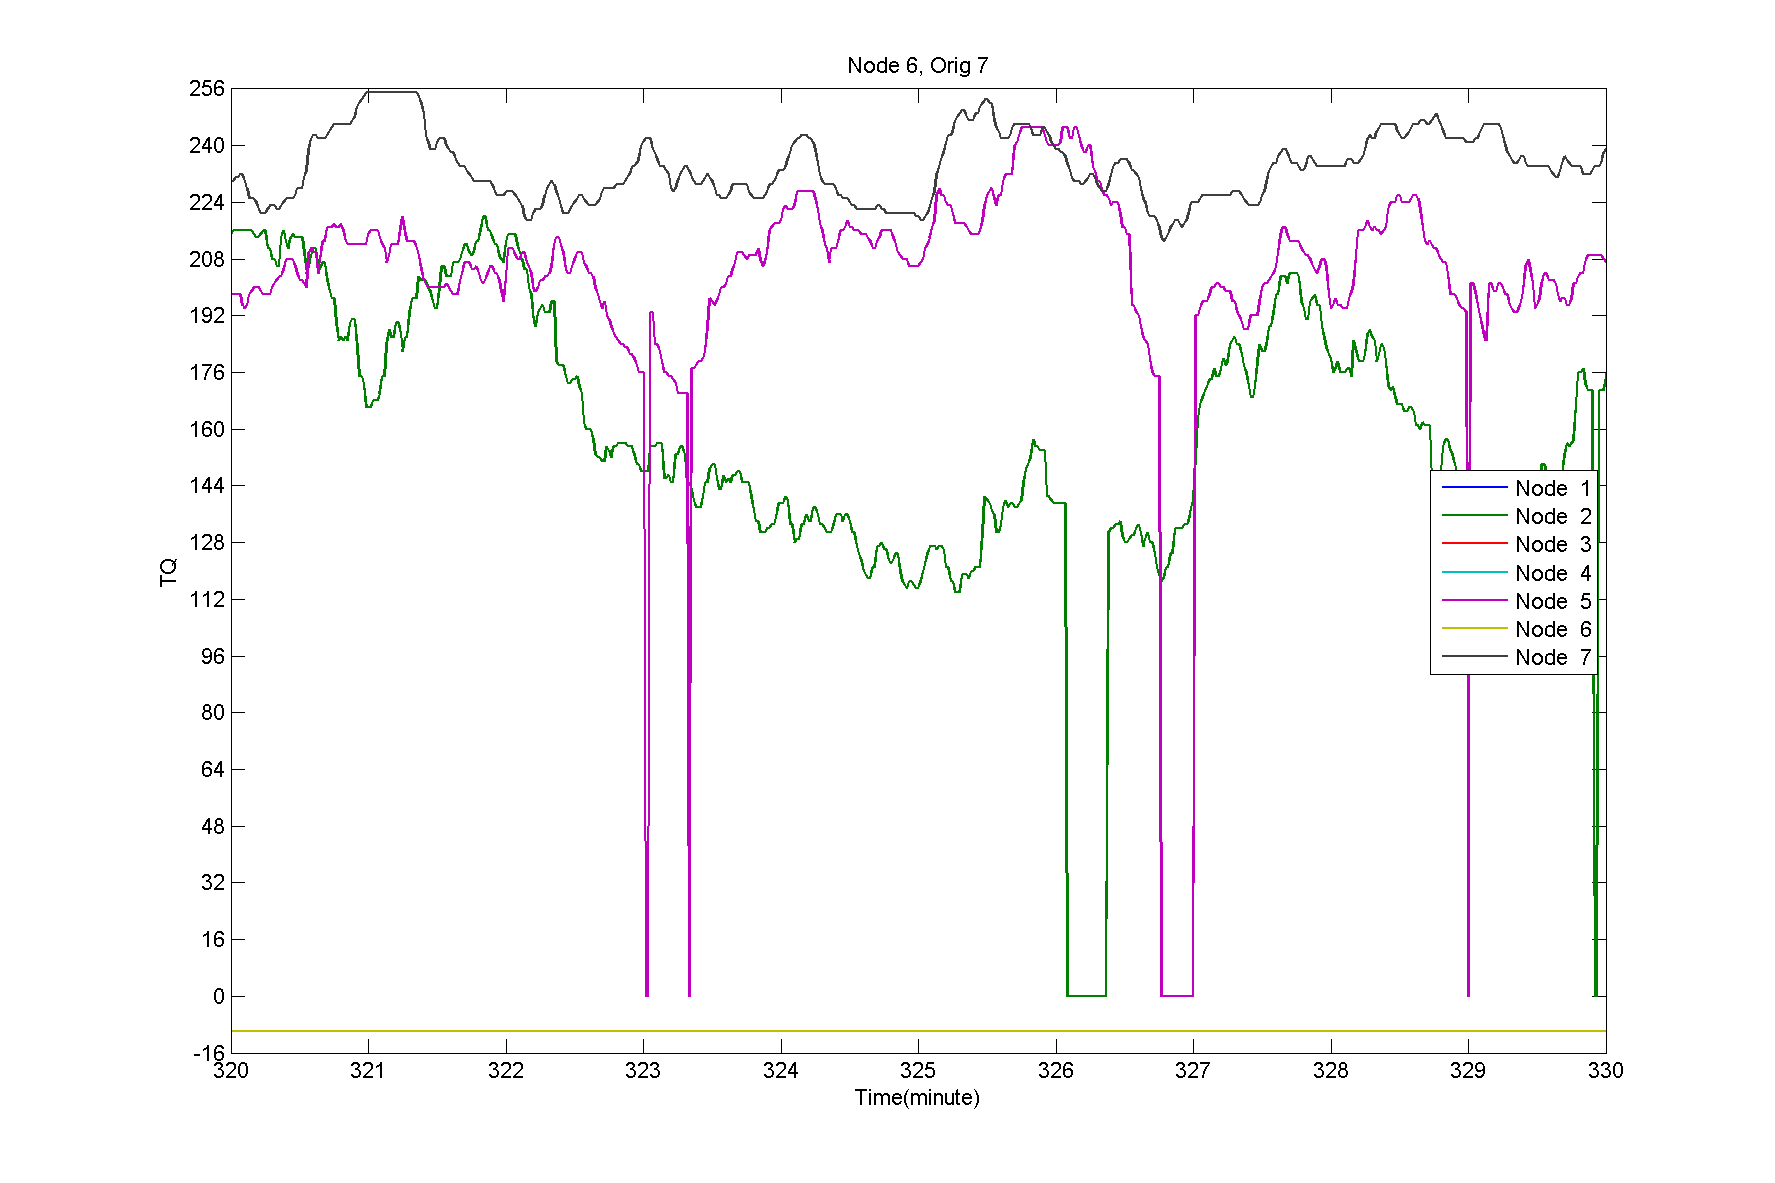 Node 6, Orig 7
256
240
224
208
192
176
160
144
128
112
96
80
64
48
32
16
0
-16
TQ
Node 1
Node 2
Node 3
Node 4
Node 5
Node 6
Node 7
320 321 322 323 324 325 326 327 328 329 330
Time(minute)